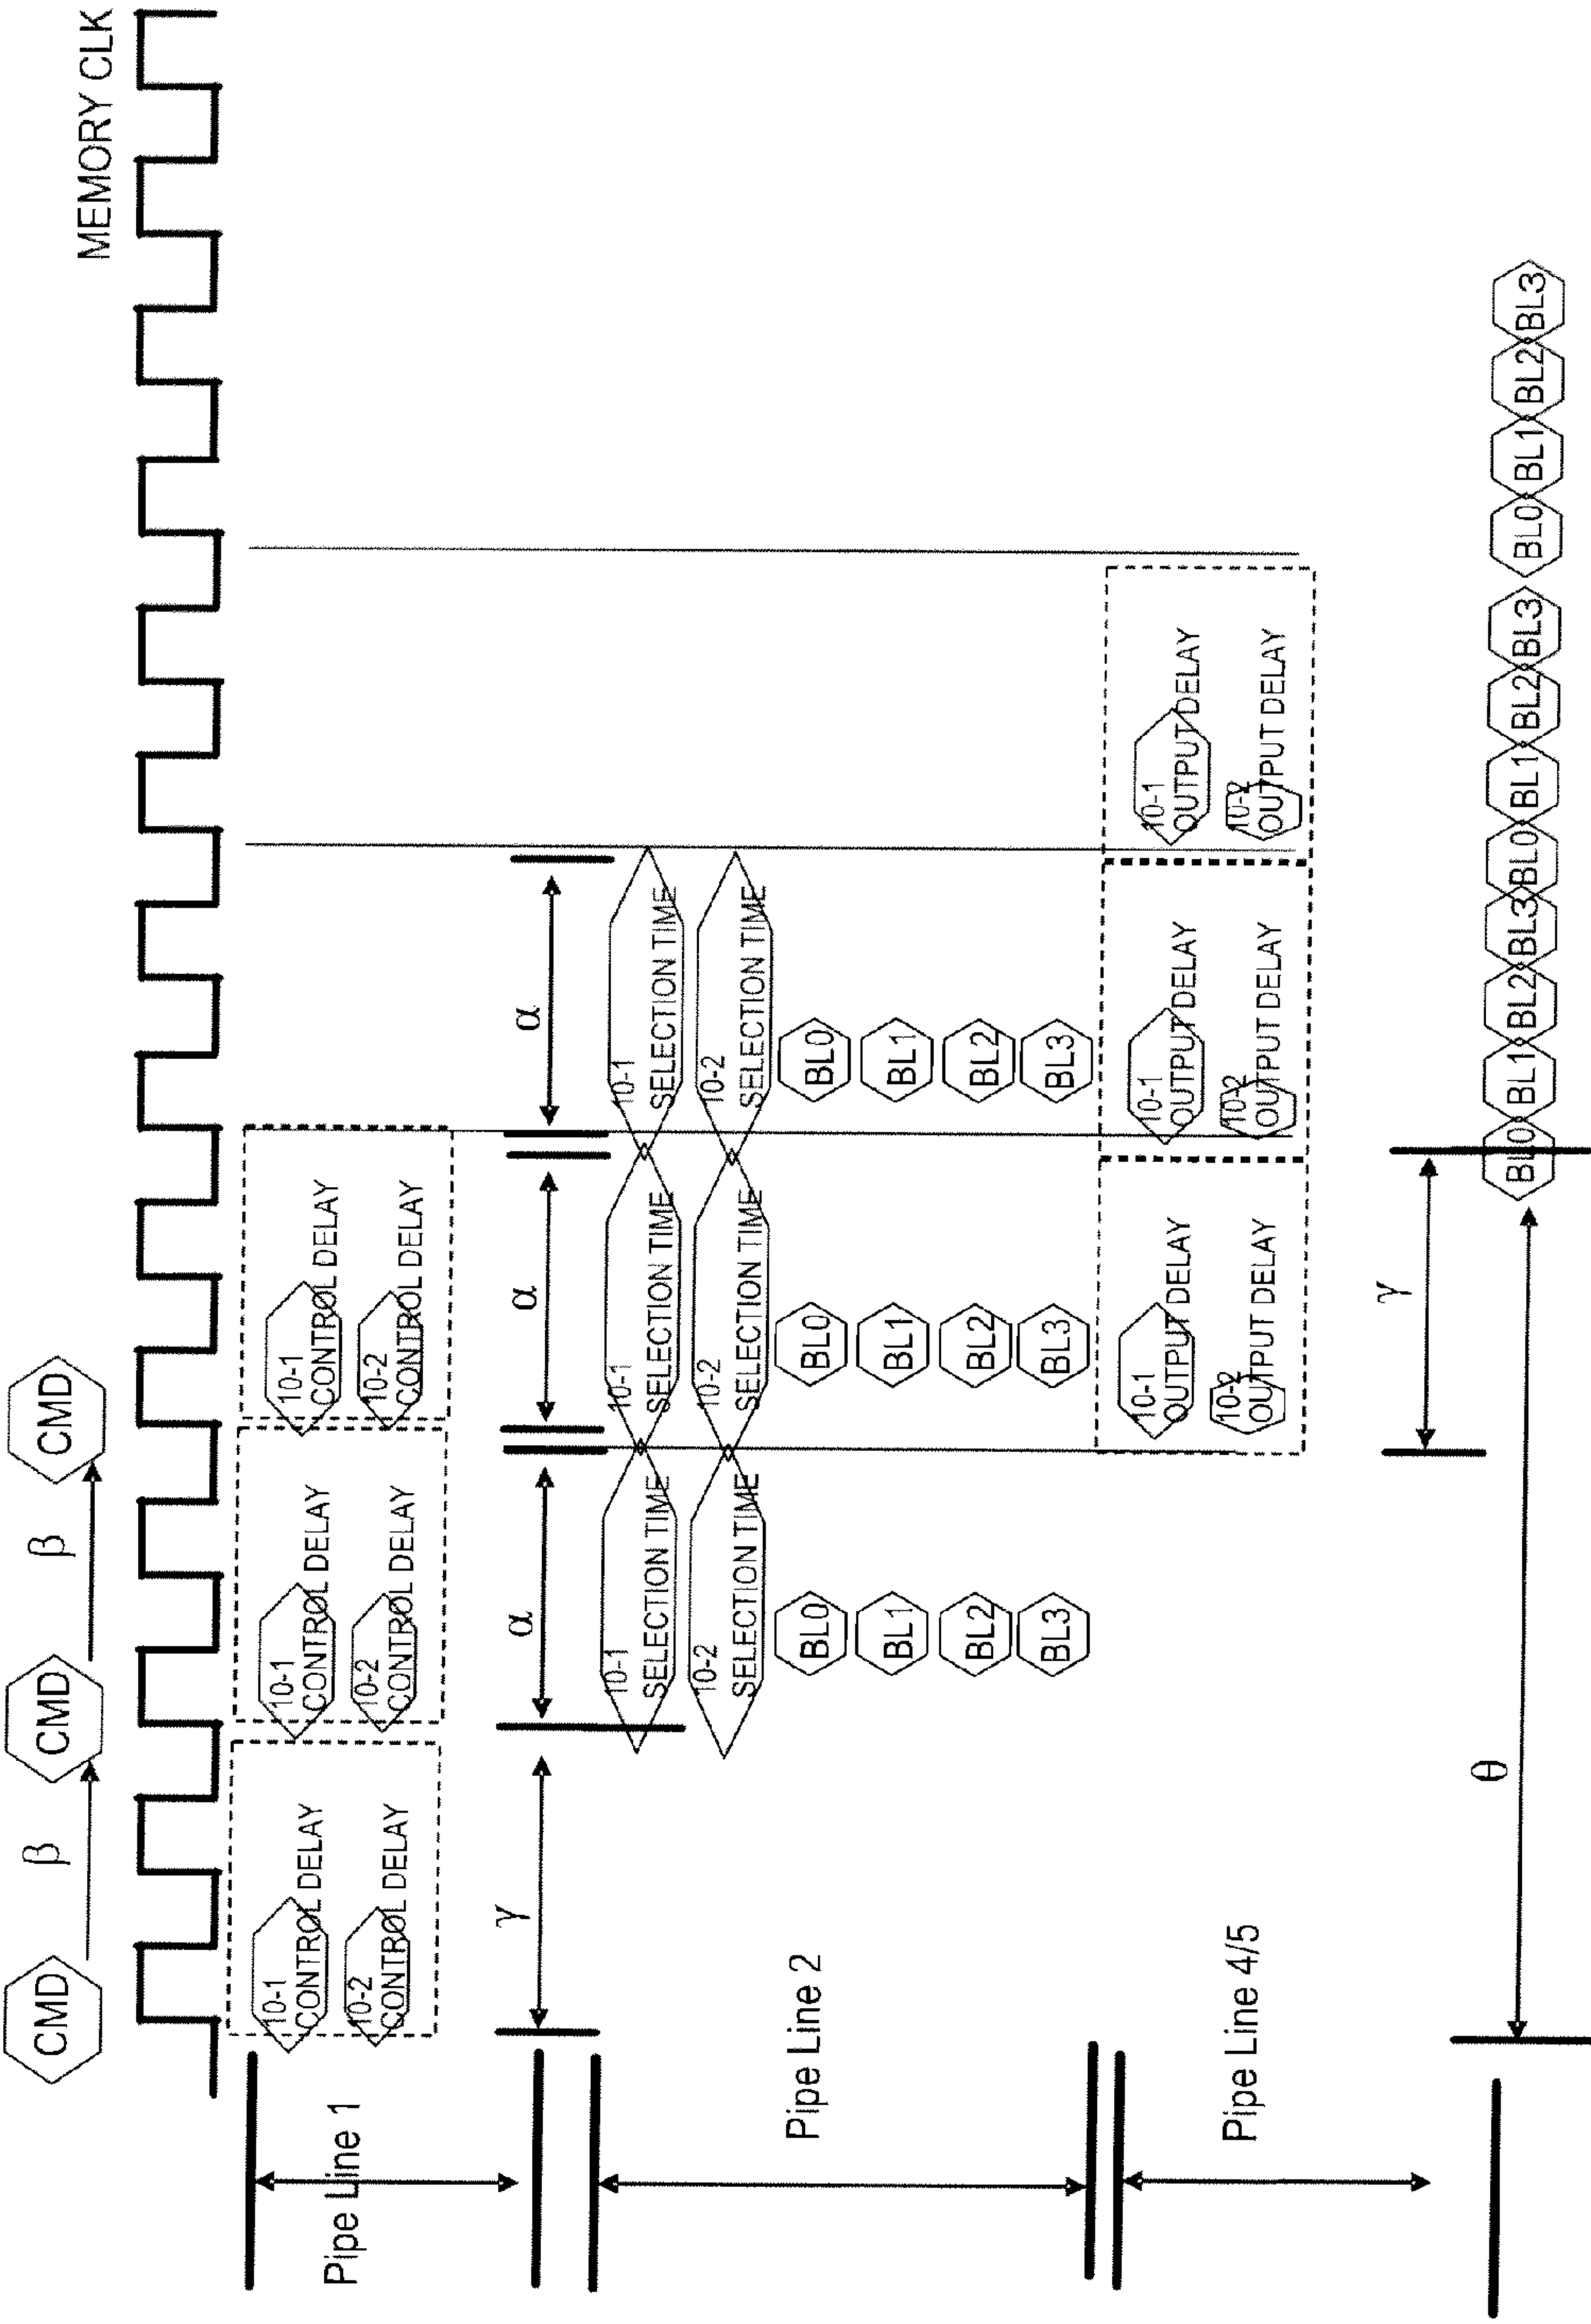 MEMORY CLK
CMD
β
CMD
β
CMD
Pipe Line 1
10-1
CONTROL DELAY
10-2
CONTROL DELAY
10-1
CONTROL DELAY
10-2
CONTROL DELAY
10-1
CONTROL DELAY
10-2
CONTROL DELAY
γ
α
α
α
Pipe Line 2
10-1
SELECTION TIME
10-1
SELECTION TIME
10-1
SELECTION TIME
10-2
SELECTION TIME
10-2
SELECTION TIME
10-2
SELECTION TIME
BL0
BL0
BL0
BL1
BL1
BL1
BL2
BL2
BL2
BL3
BL3
BL3
Pipe Line 4/5
10-1
OUTPUT DELAY
10-2
OUTPUT DELAY
10-1
OUTPUT DELAY
10-2
OUTPUT DELAY
10-1
OUTPUT DELAY
10-2
OUTPUT DELAY
γ
θ
BL0 BL1 BL2 BL3 BL0 BL1 BL2 BL3 BL0 BL1 BL2 BL3